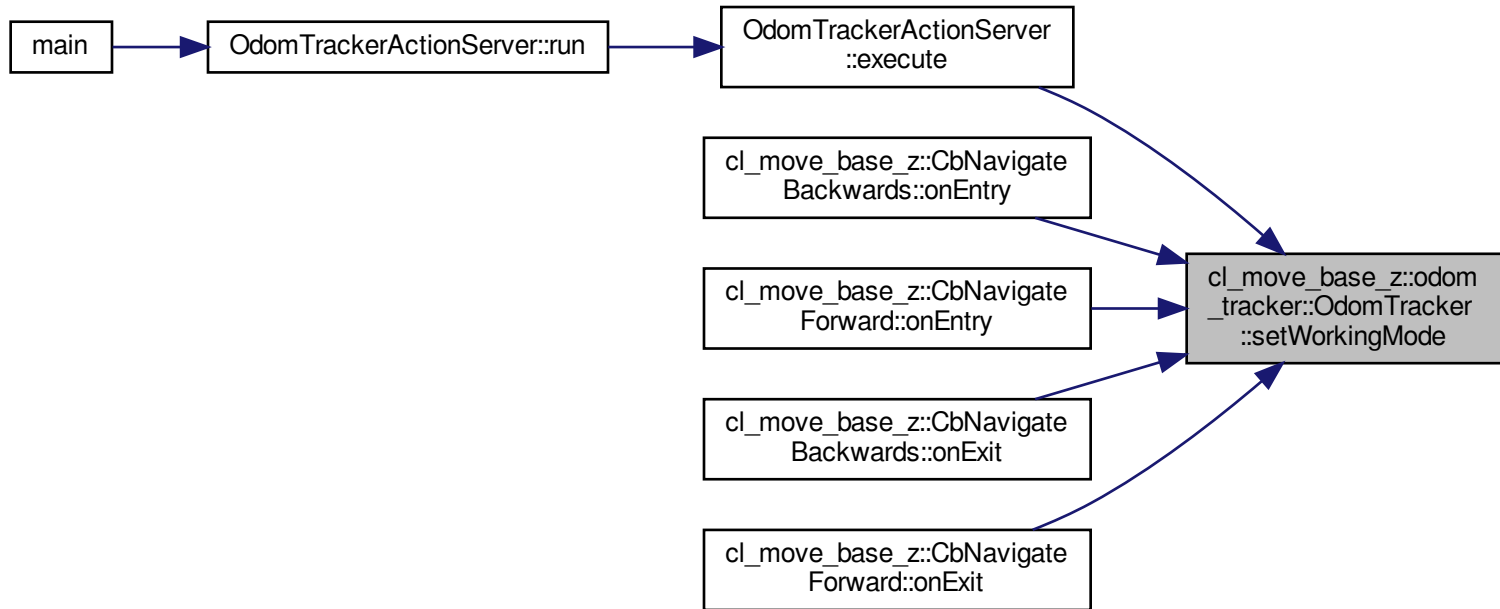 main
OdomTrackerActionServer::run
OdomTrackerActionServer
::execute
cl_move_base_z::CbNavigate
Backwards::onEntry
cl_move_base_z::CbNavigate
Forward::onEntry
cl_move_base_z::CbNavigate
Backwards::onExit
cl_move_base_z::CbNavigate
Forward::onExit
cl_move_base_z::odom
_tracker::OdomTracker
::setWorkingMode